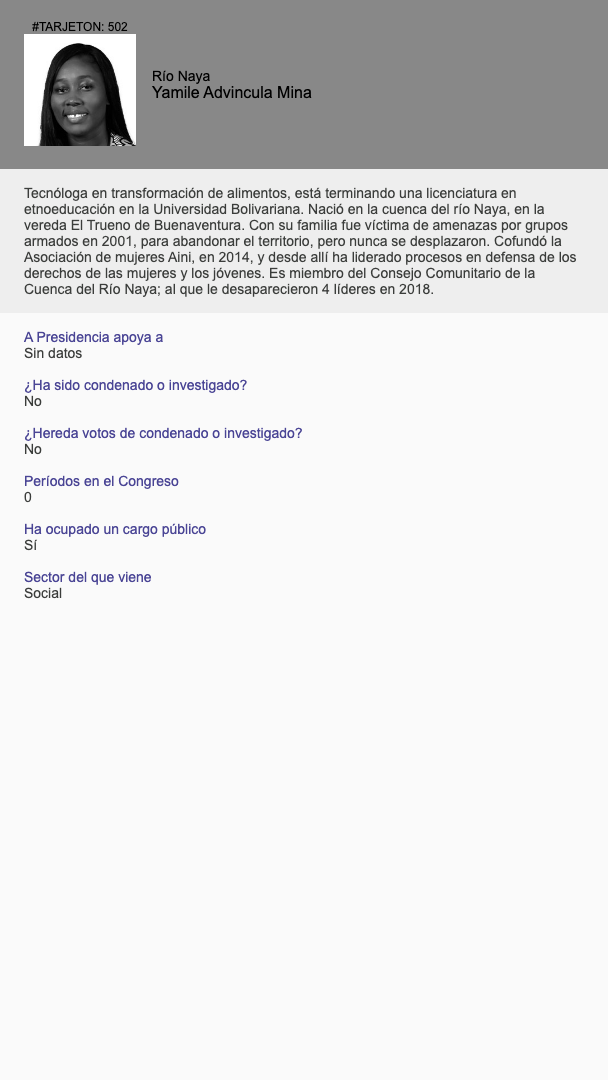 #TARJETON: 502
Río Naya
Yamile Advincula Mina
Tecnóloga en transformación de alimentos, está terminando una licenciatura en
etnoeducación en la Universidad Bolivariana. Nació en la cuenca del río Naya, en la
vereda El Trueno de Buenaventura. Con su familia fue víctima de amenazas por grupos
armados en 2001, para abandonar el territorio, pero nunca se desplazaron. Cofundó la
Asociación de mujeres Aini, en 2014, y desde allí ha liderado procesos en defensa de los
derechos de las mujeres y los jóvenes. Es miembro del Consejo Comunitario de la
Cuenca del Río Naya; al que le desaparecieron 4 líderes en 2018.
A Presidencia apoya a
Sin datos
¿Ha sido condenado o investigado?
No
¿Hereda votos de condenado o investigado?
No
Períodos en el Congreso
0
Ha ocupado un cargo público
Sí
Sector del que viene
Social